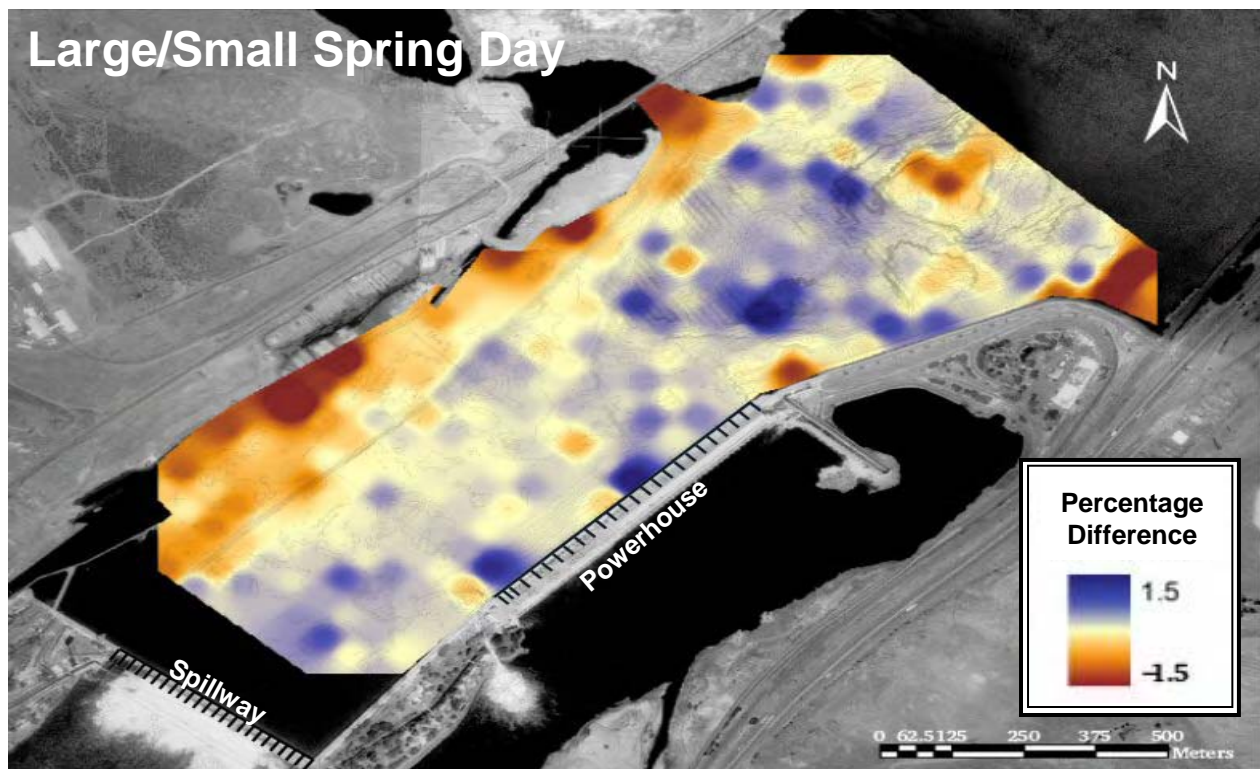 Large/Small Spring Day
N
Powerhouse
Spillway
Percentage
Difference
1.5
-1.5
0 62.5125 250 375 500
Meters